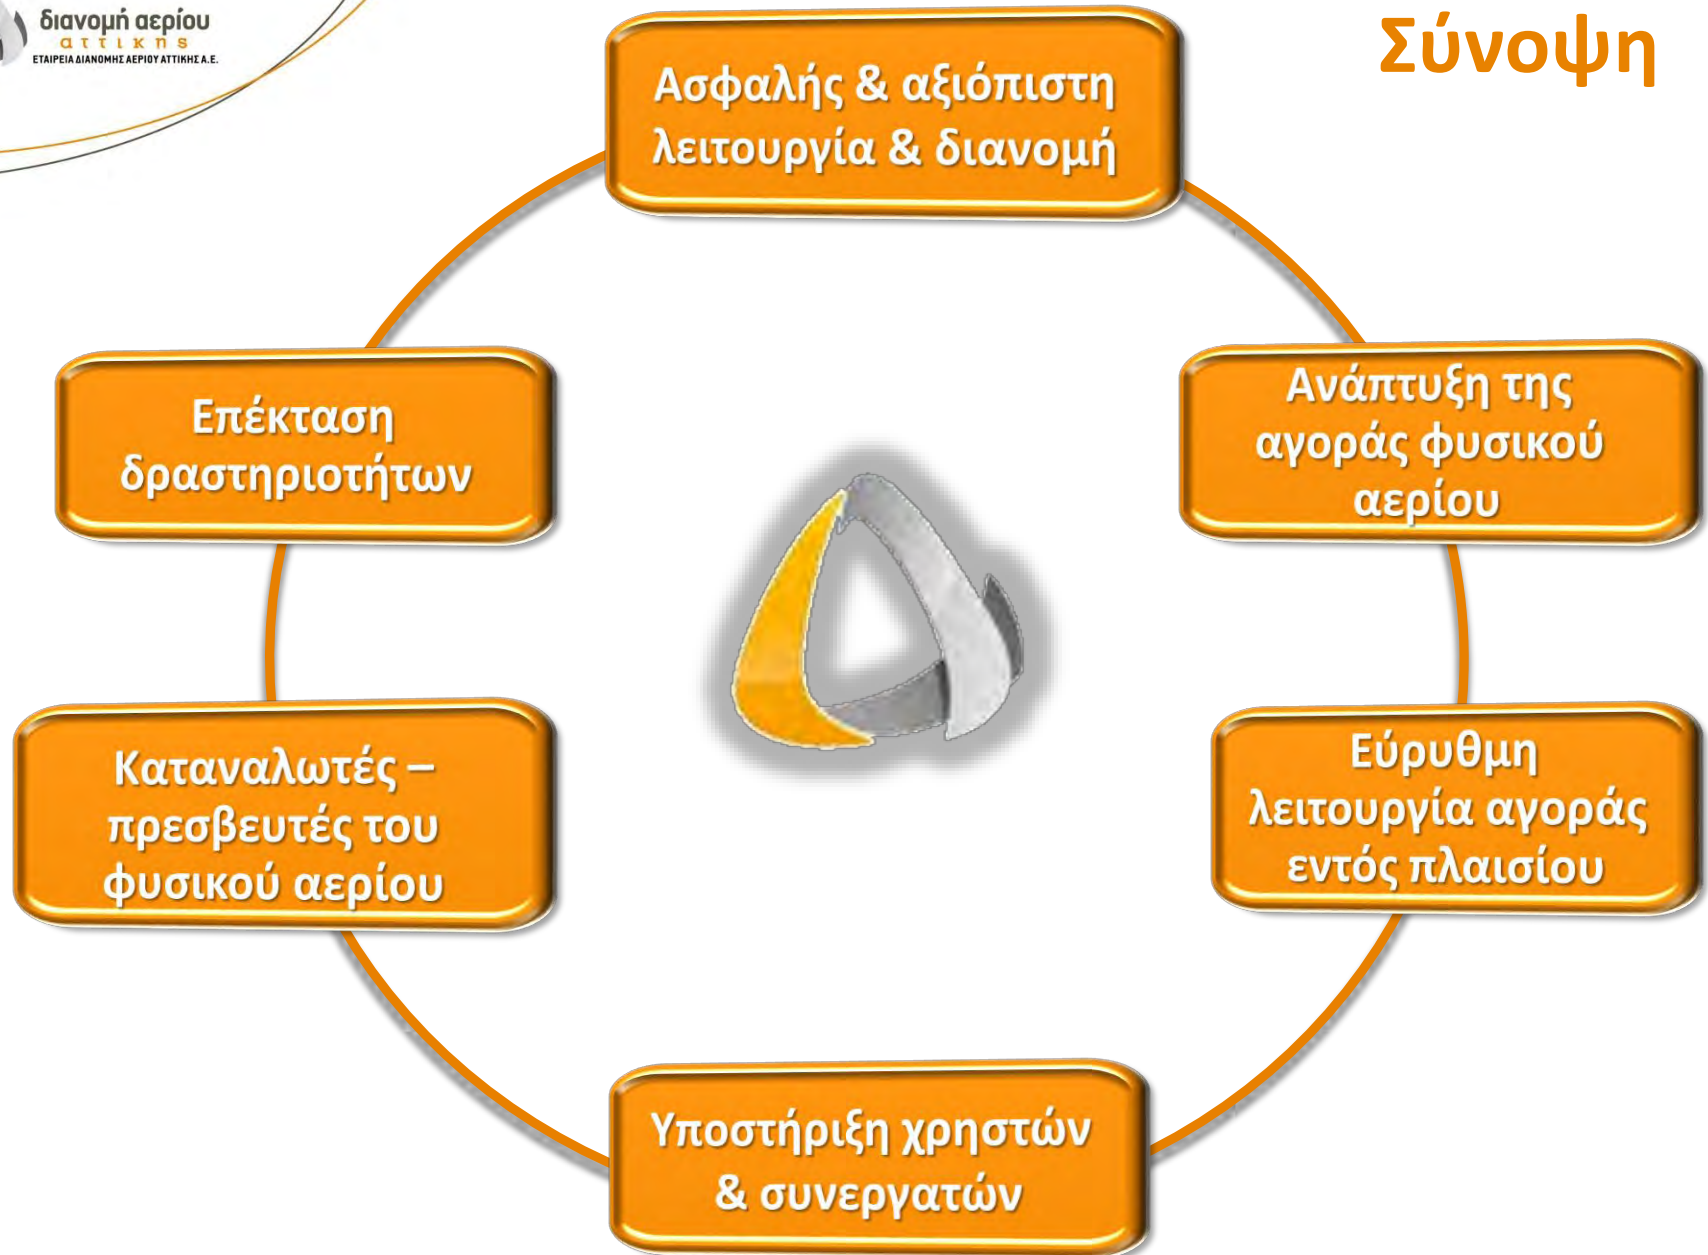 διανομή αερίου
αττικης
ΕΤΑΙΡΕΙΑ ΔΙΑΝΟΜΗΣ ΑΕΡΙΟΥ ΑΤΤΙΚΗΣ Α.Ε.
Σύνοψη
Ασφαλής & αξιόπιστη
λειτουργία & διανομή
Ανάπτυξη της
αγοράς φυσικού
αερίου
Εύρυθμη
λειτουργία αγοράς
εντός πλαισίου
Υποστήριξη χρηστών
& συνεργατών
Καταναλωτές –
πρεσβευτές του
φυσικού αερίου
Επέκταση
δραστηριοτήτων